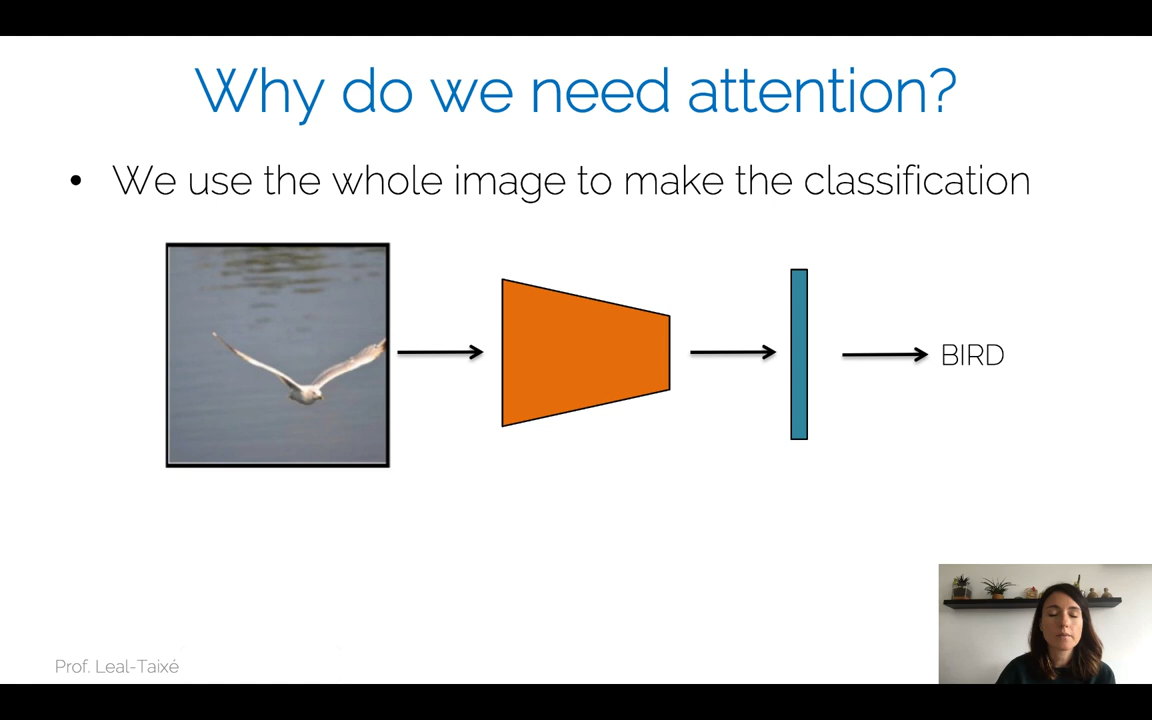 Why do we need attention?
• We use the whole image to make the classification
BIRD
Prof. Leal-Taixé